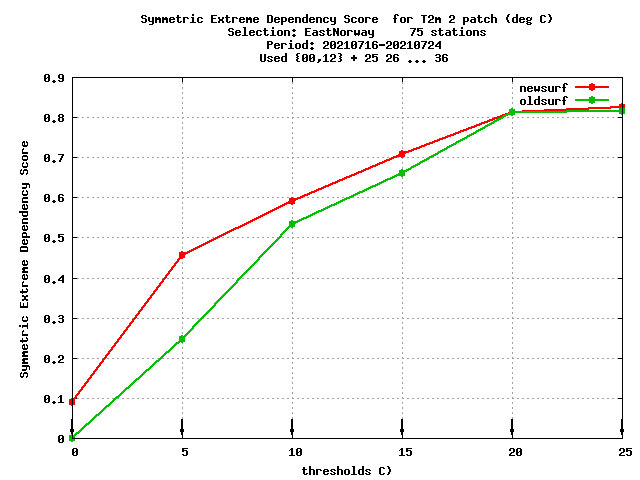 Symmetric Extreme Dependency Score  for T2m 2 patch (deg C)
Selection: EastNorway     75 stations
Period: 20210716-20210724
Used {00,12} + 25 26 ... 36
newsurf
oldsurf
0.9
0.8
0.7
0.6
0.5
0.4
0.3
0.2
0.1
0
Symmetric Extreme Dependency Score
0 5 10 15 20 25
thresholds C)